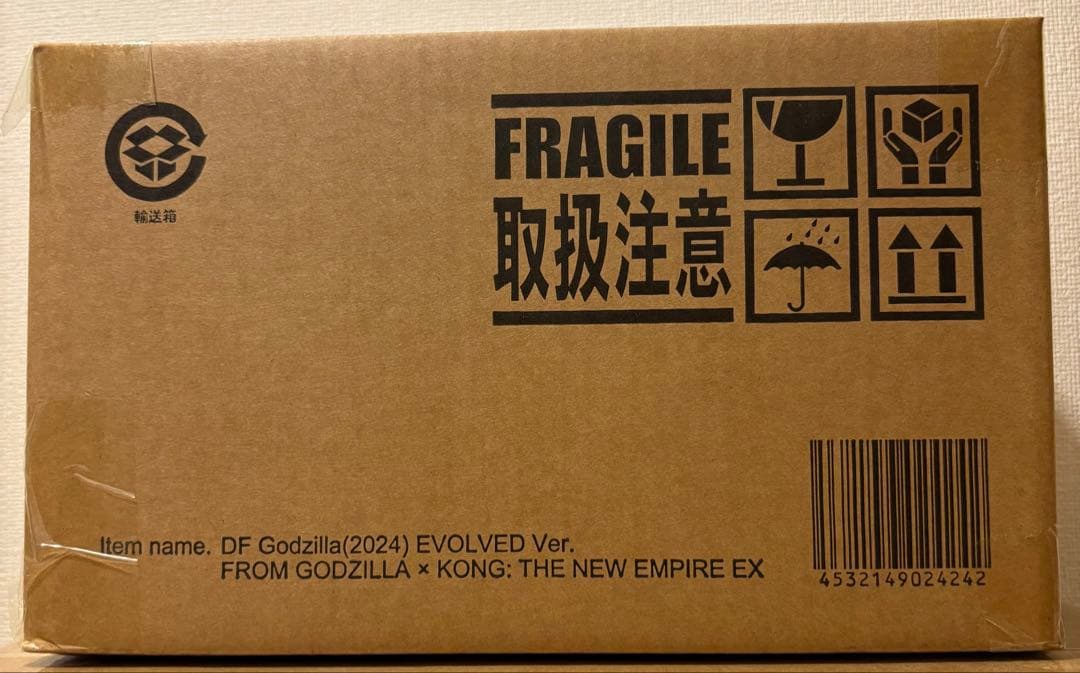 輸送箱
FRAGILE
取扱注意
Item name. DF Godzilla(2024) EVOLVED Ver.
FROM GODZILLA × KONG: THE NEW EMPIRE EX
4532149024242